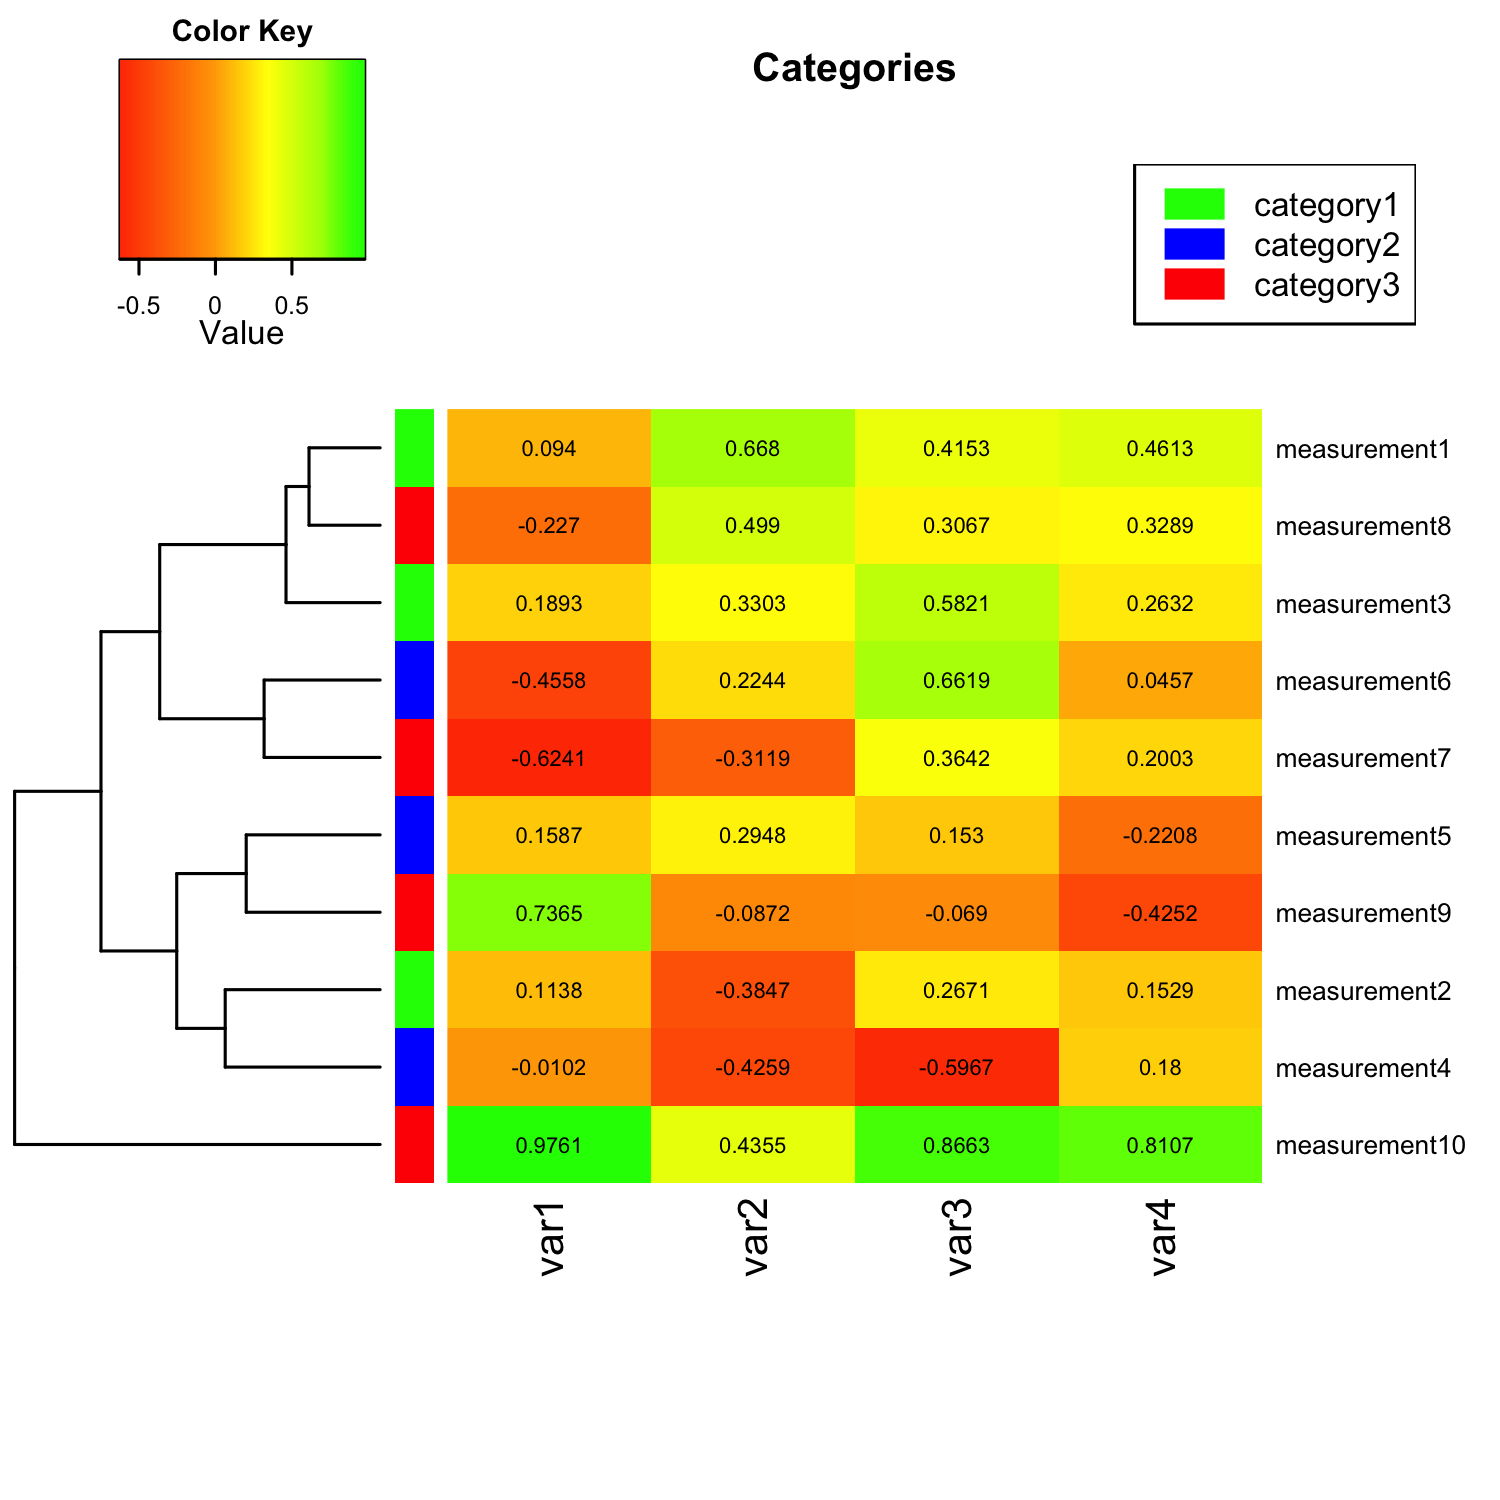 Color Key
Categories
-0.5 0 0.5
Value
category1
category2
category3
0.094 0.668 0.4153 0.4613 measurement1
-0.227 0.499 0.3067 0.3289 measurement8
0.1893 0.3303 0.5821 0.2632 measurement3
-0.4558 0.2244 0.6619 0.0457 measurement6
-0.6241 -0.3119 0.3642 0.2003 measurement7
0.1587 0.2948 0.153 -0.2208 measurement5
0.7365 -0.0872 -0.069 -0.4252 measurement9
0.1138 -0.3847 0.2671 0.1529 measurement2
-0.0102 -0.4259 -0.5967 0.18 measurement4
0.9761 0.4355 0.8663 0.8107 measurement10
var1 var2 var3 var4